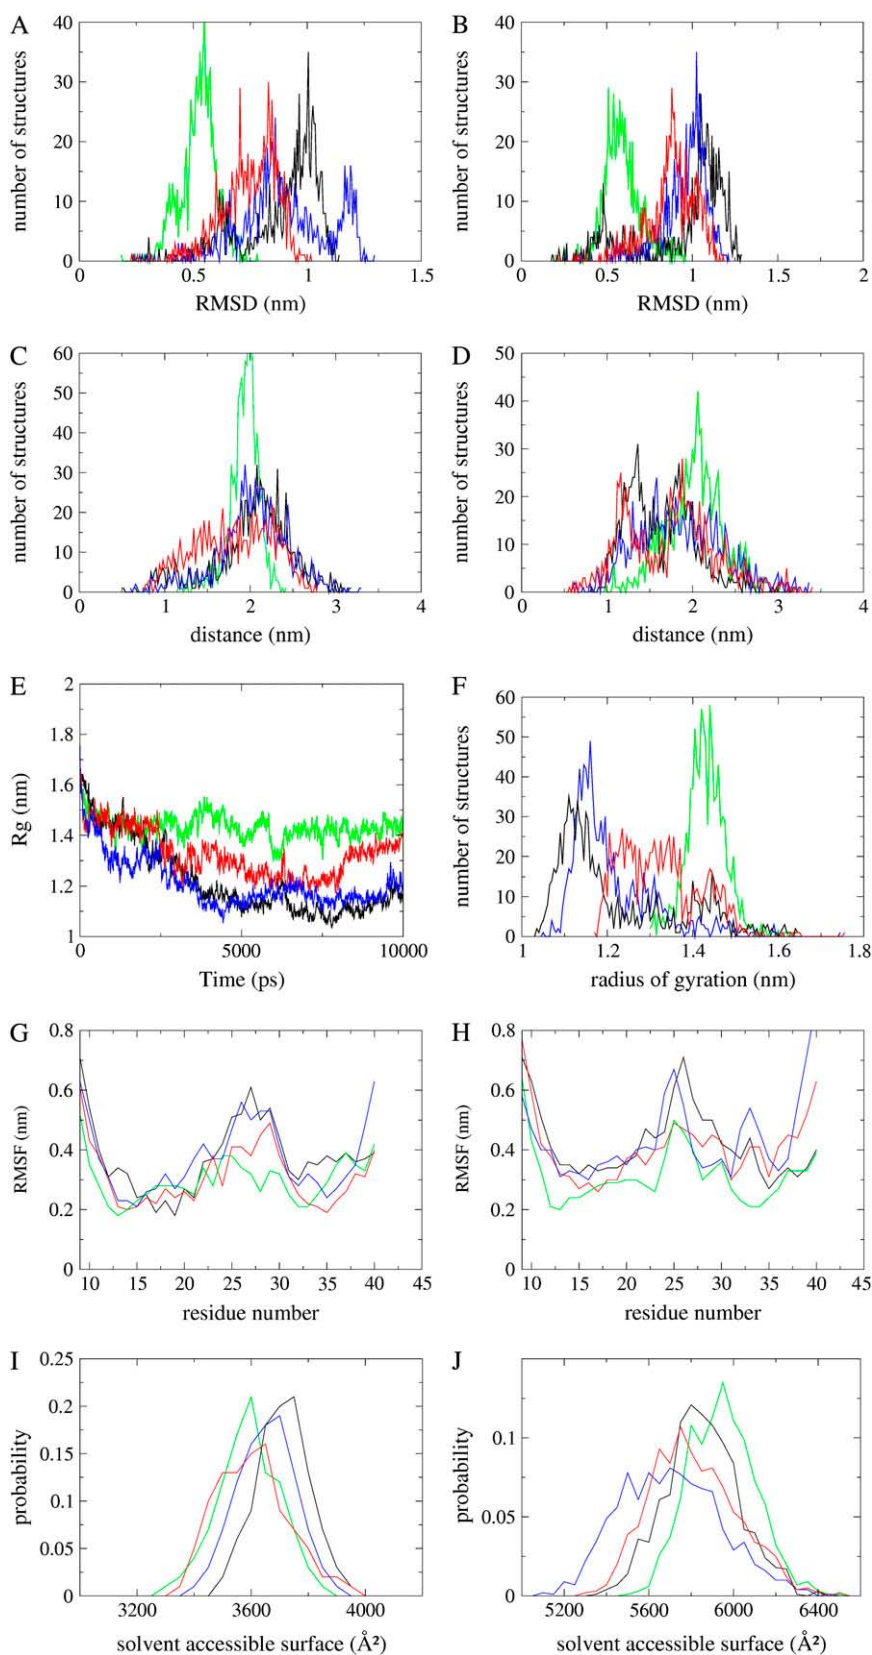 A
number of structures
40
30
20
10
0
0 0.5 1 1.5
RMSD (nm)
B
number of structures
40
30
20
10
0
0 0.5 1 1.5 2
RMSD (nm)
C
number of structures
60
50
40
30
20
10
0
0 1 2 3 4
distance (nm)
D
number of structures
50
40
30
20
10
0
0 1 2 3 4
distance (nm)
E
Rg (nm)
2
1.8
1.6
1.4
1.2
1
0 5000 10000
Time (ps)
F
number of structures
60
50
40
30
20
10
0
1 1.2 1.4 1.6 1.8
radius of gyration (nm)
G
RMSF (nm)
0.8
0.6
0.4
0.2
0
10 15 20 25 30 35 40 45
residue number
H
RMSF (nm)
0.8
0.6
0.4
0.2
0
10 15 20 25 30 35 40 45
residue number
I
probability
0.25
0.2
0.15
0.1
0.05
0
3200 3600 4000
solvent accessible surface (Å²)
J
probability
0.1
0.05
0
5200 5600 6000 6400
solvent accessible surface (Å²)